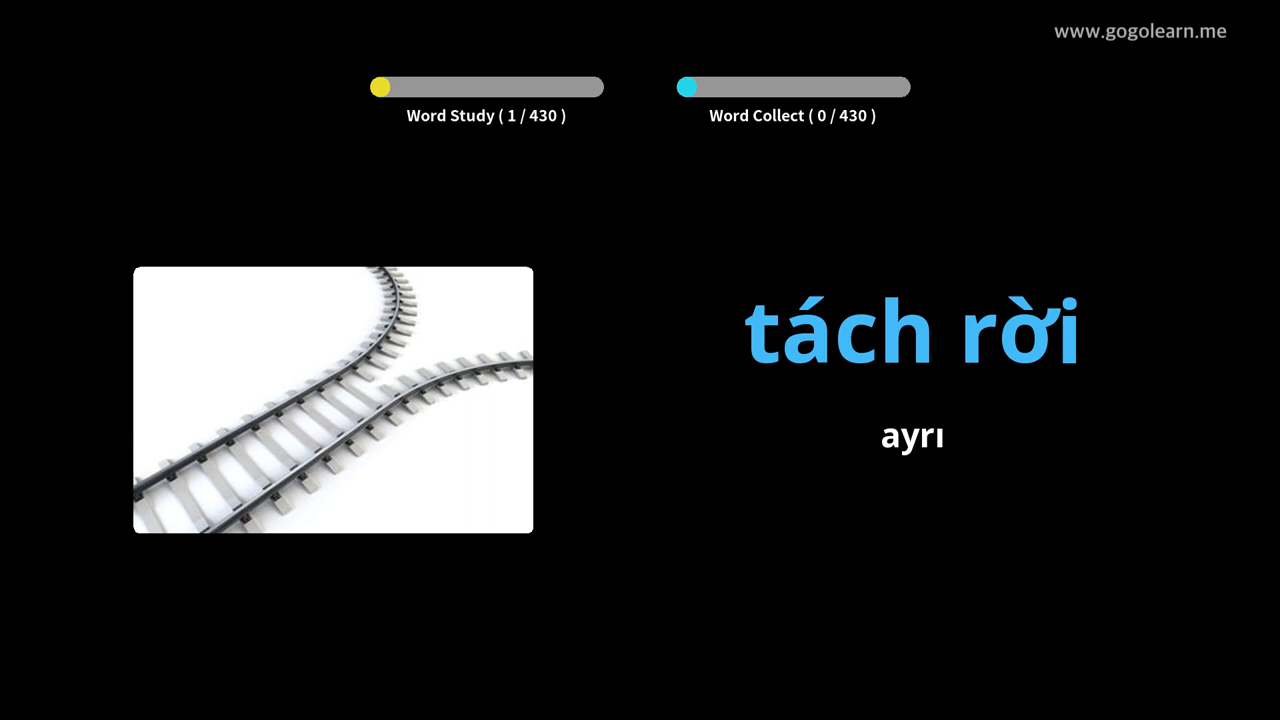 www.gogolearn.me
Word Study ( 1 / 430 )
Word Collect ( 0 / 430 )
tách rời
ayrı